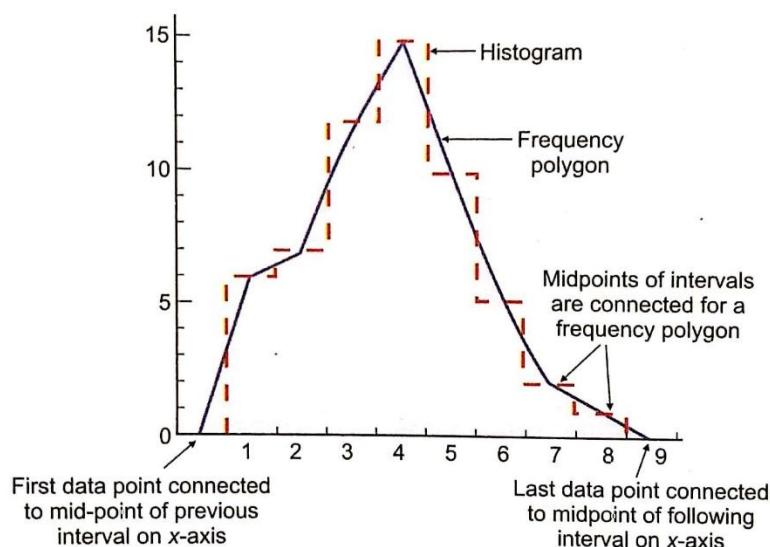 15
Histogram
Frequency
polygon
10
Midpoints of intervals
are connected for a
frequency polygon
5
0
1 2 3 4 5 6 7 8 9
First data point connected
to mid-point of previous
interval on x-axis
Last data point connected
to midpoint of following
interval on x-axis